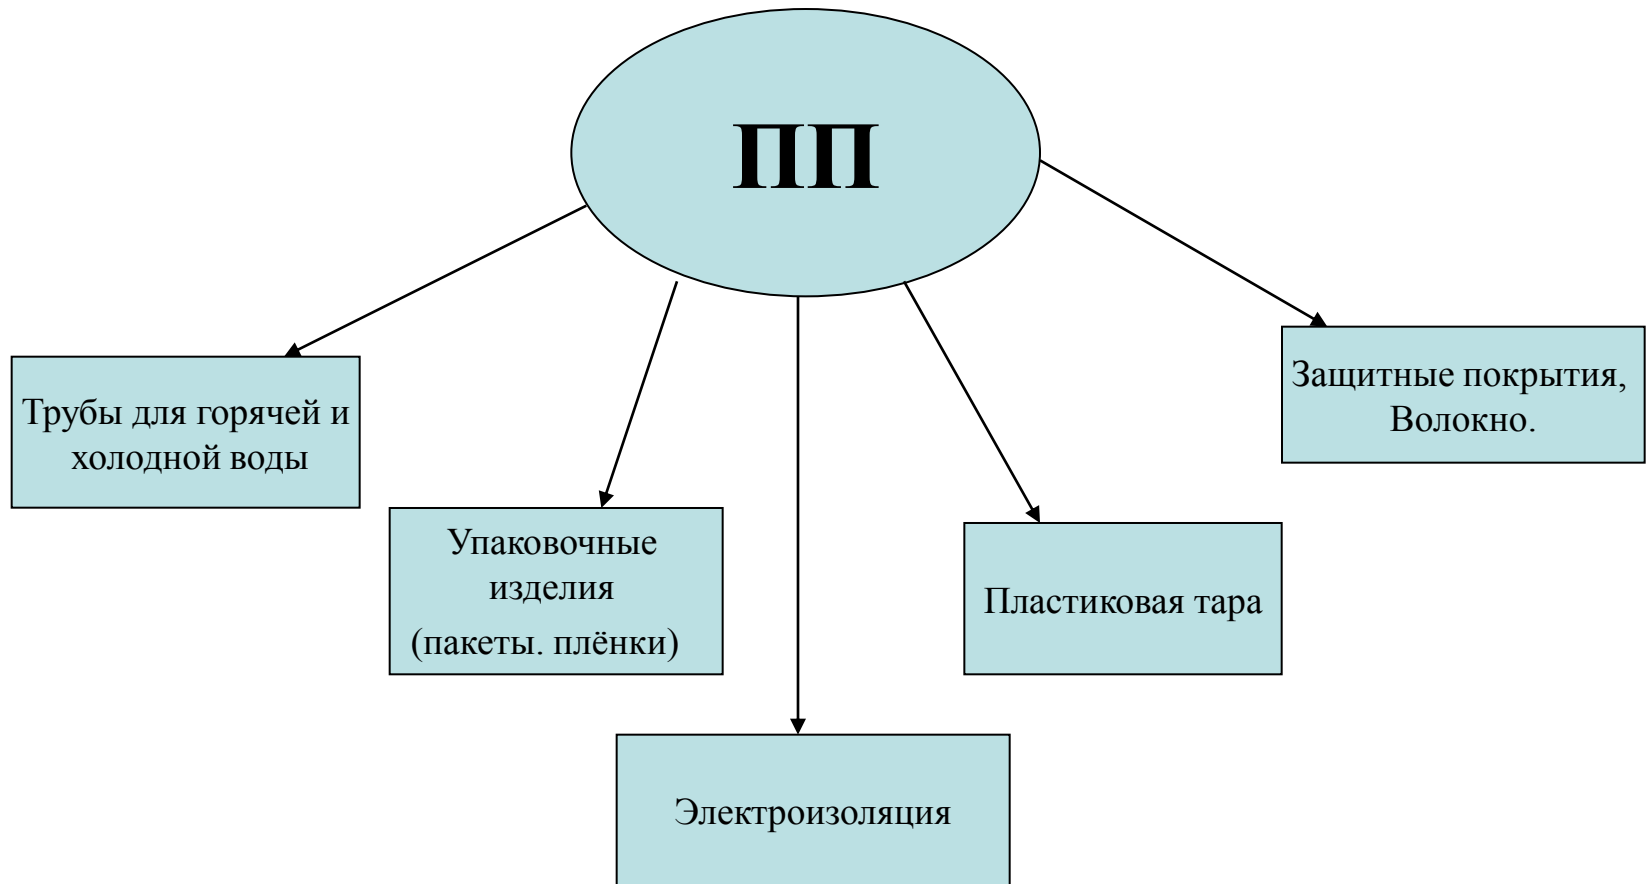 ПП
Трубы для горячей и
холодной воды
Упаковочные
изделия
(пакеты. плёнки)
Электроизоляция
Пластиковая тара
Защитные покрытия,
Волокно.